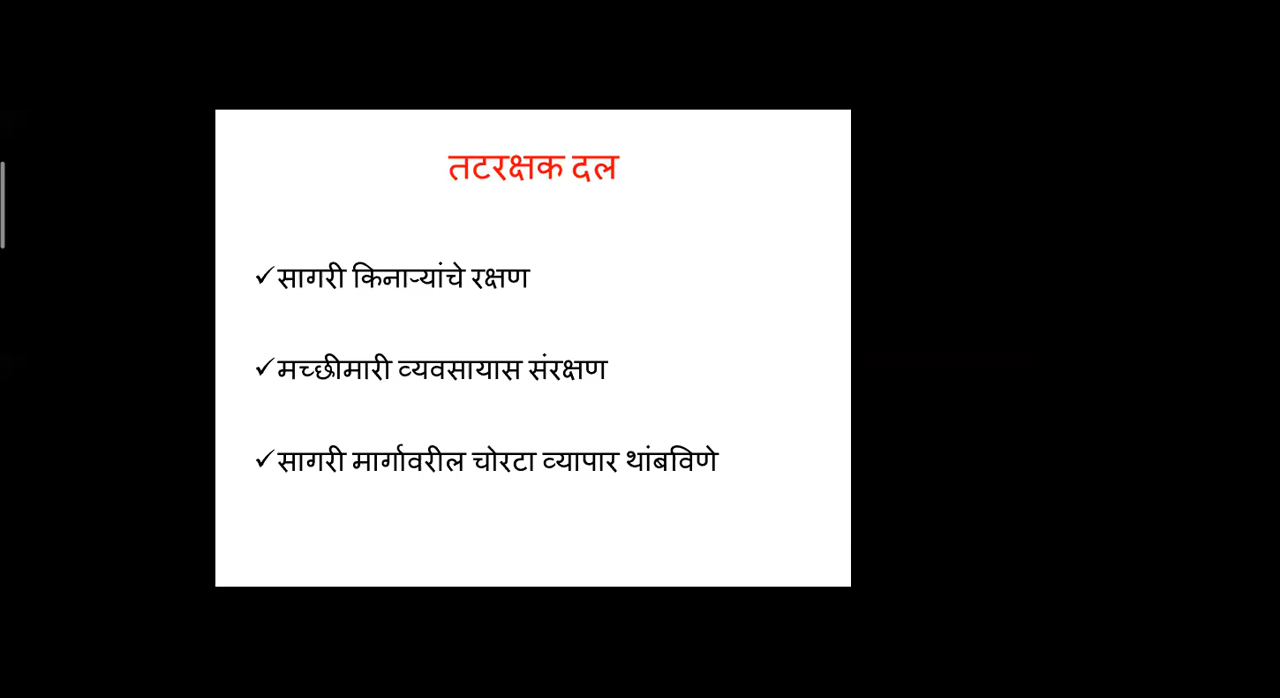 तटरक्षक दल
✓सागरी किनाऱ्यांचे रक्षण
✓मच्छीमारी व्यवसायास संरक्षण
✓सागरी मार्गावरील चोरटा व्यापार थांबविणे